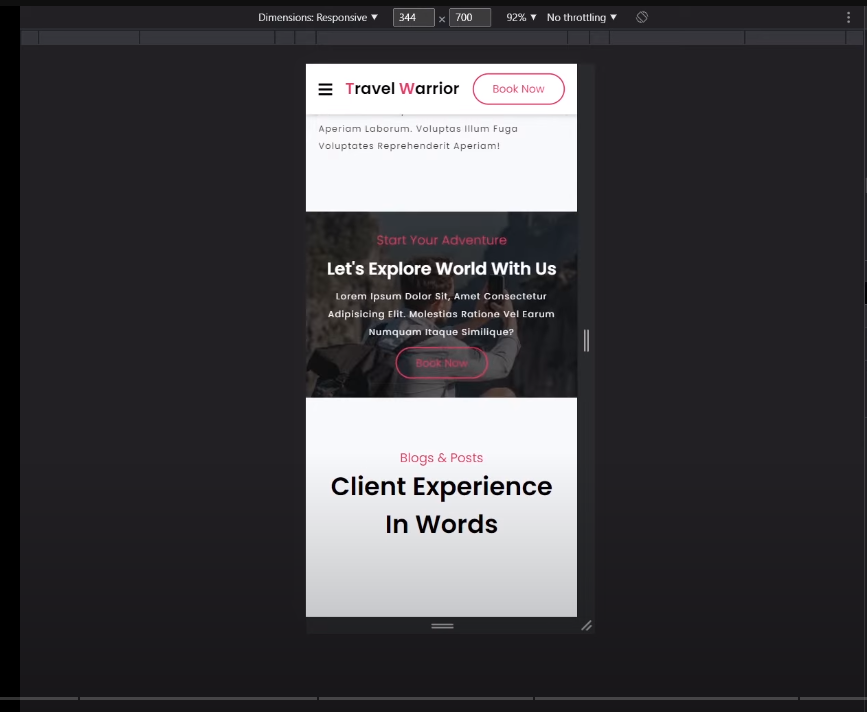 Dimensions: Responsive ▼ 344 × 700 92% ▼ No throttling ▼
Travel Warrior Book Now
Aperiam Laborum. Voluptas Illum Fuga
Voluptates Reprehenderit Aperiam!
Start Your Adventure
Let's Explore World With Us
Lorem Ipsum Dolor Sit, Amet Consectetur
Adipisicing Elit. Molestias Ratione Vel Earum
Numquam Itaque Similique?
Book Now
Blogs & Posts
Client Experience
In Words